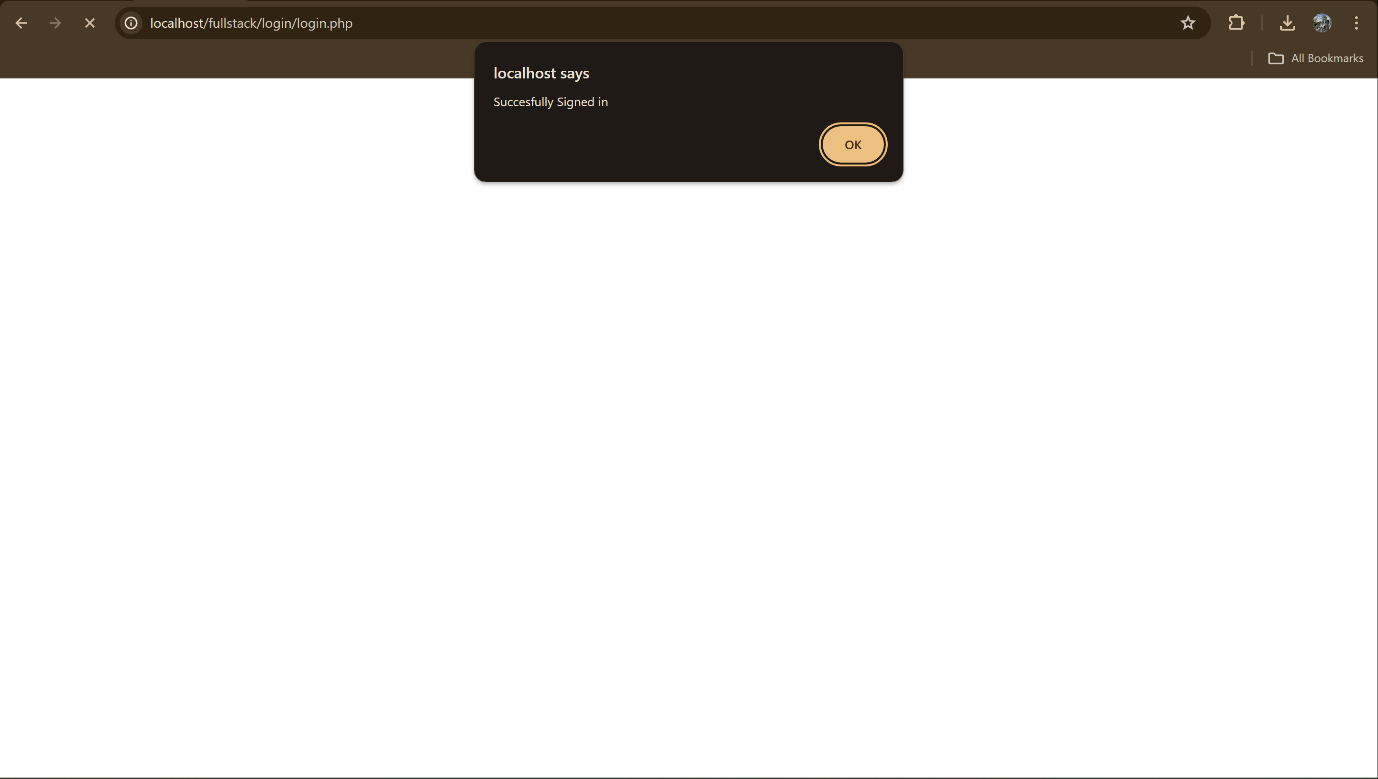 localhost/fullstack/login/login.php
All Bookmarks
localhost says
Succesfully Signed in
OK